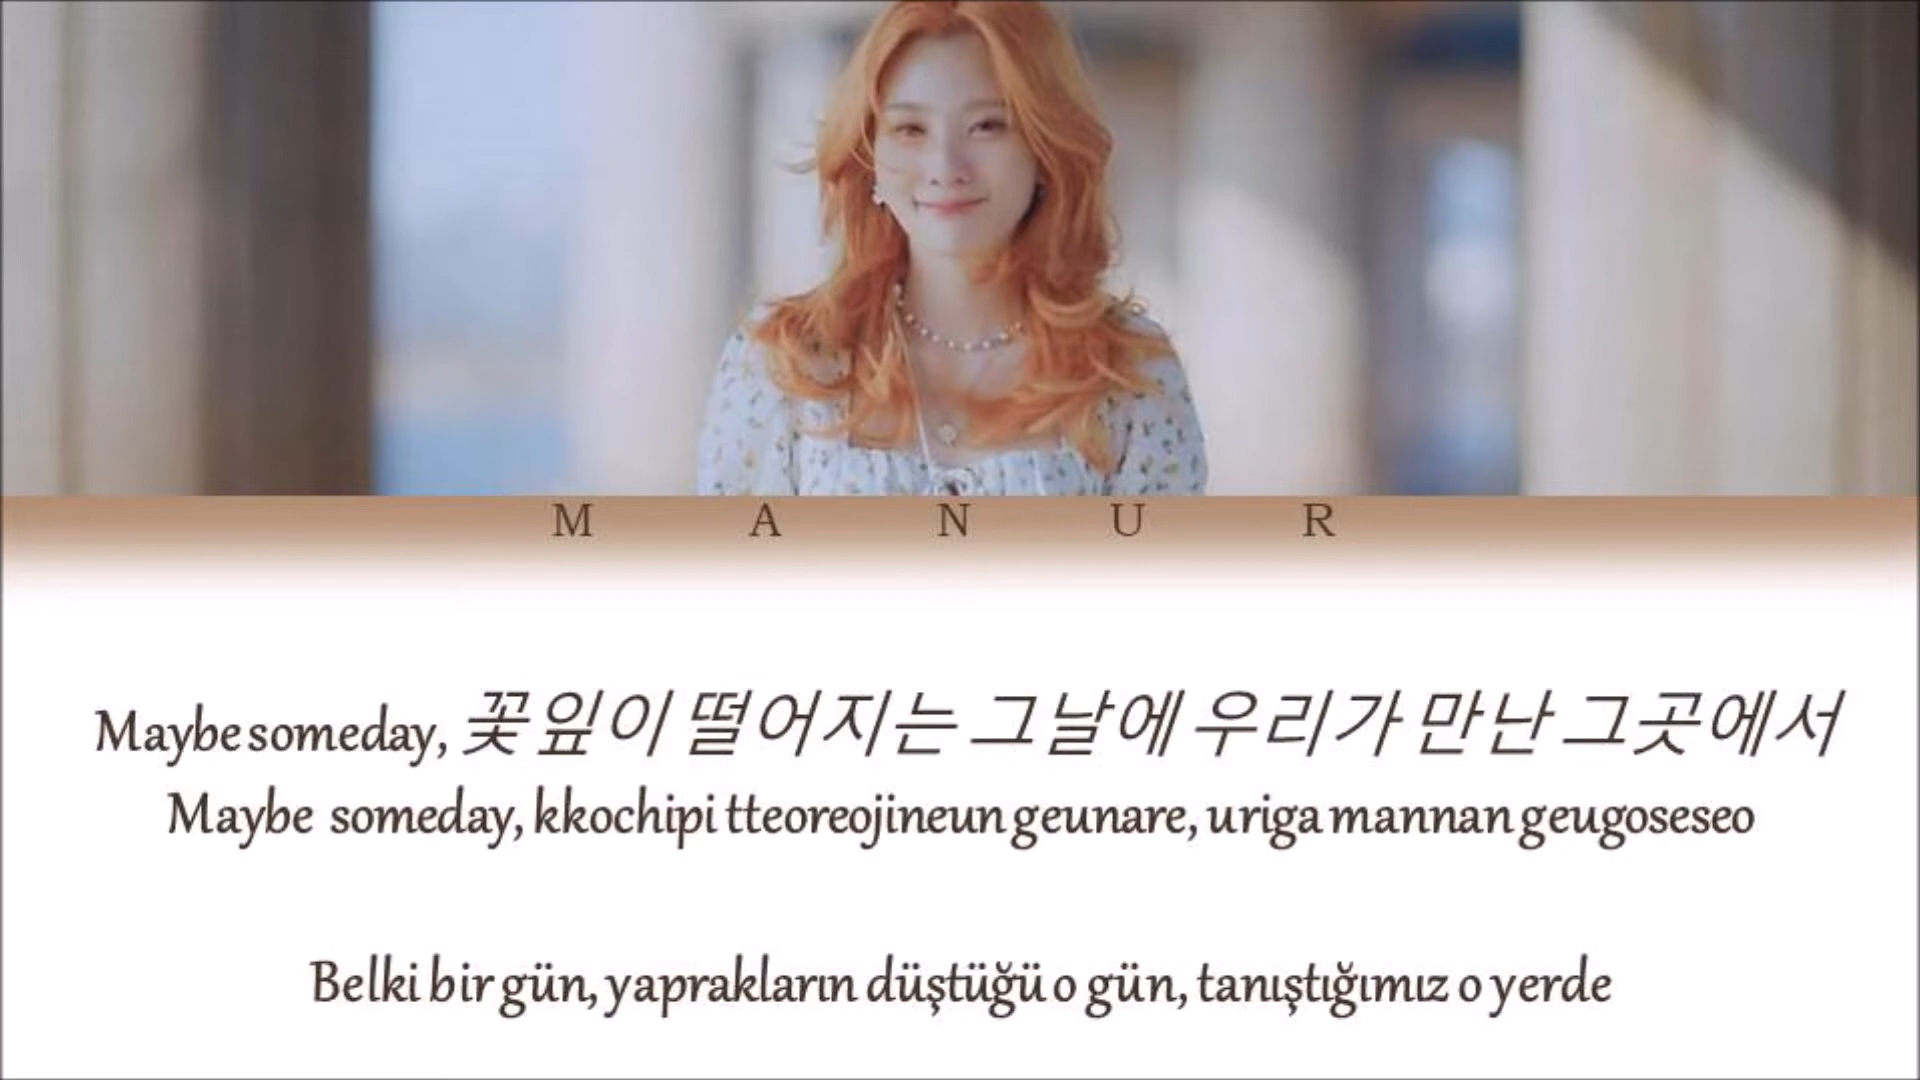 M A N U R
Maybe someday, 꽃잎이 떨어지는 그날에 우리가 만난 그곳에서
Maybe someday, kkochipi tteoreojineun geunare, uriga mannan geugoseseo
Belki bir gün, yaprakların düştüğü o gün, tanıştığımız o yerde